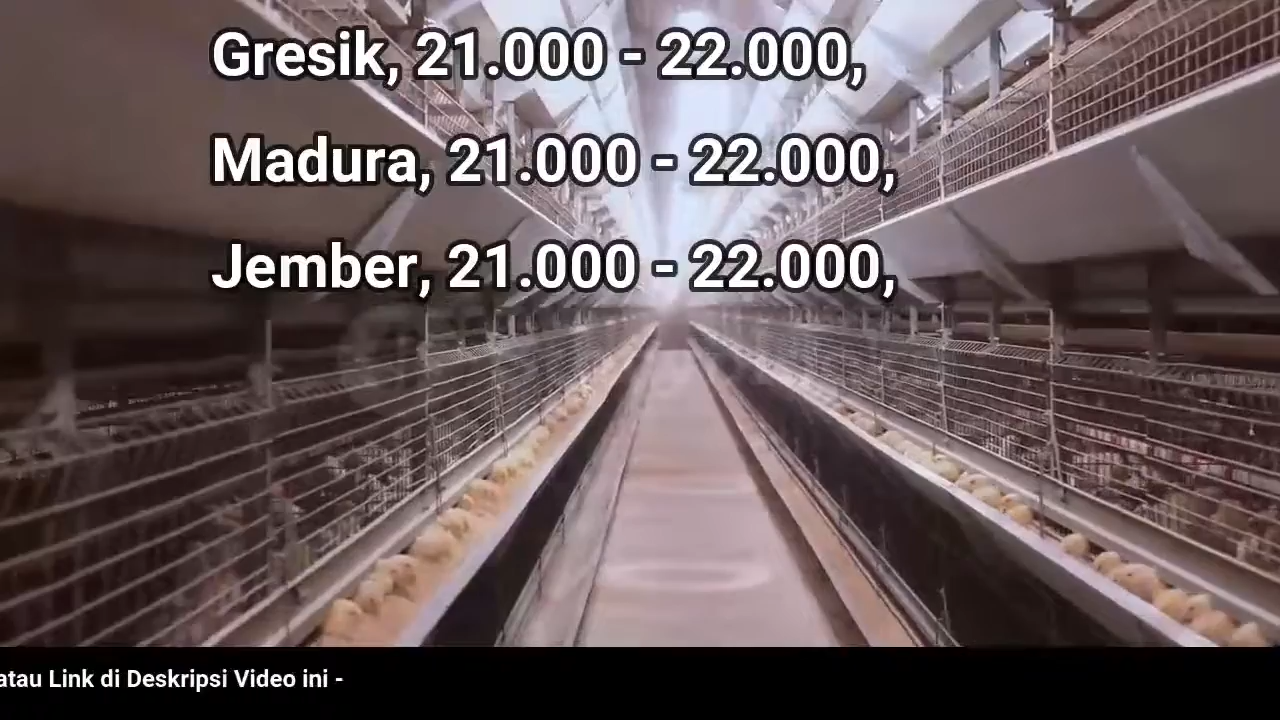 Gresik, 21.000 - 22.000,
Madura, 21.000 - 22.000,
Jember, 21.000 - 22.000,
atau Link di Deskripsi Video ini -